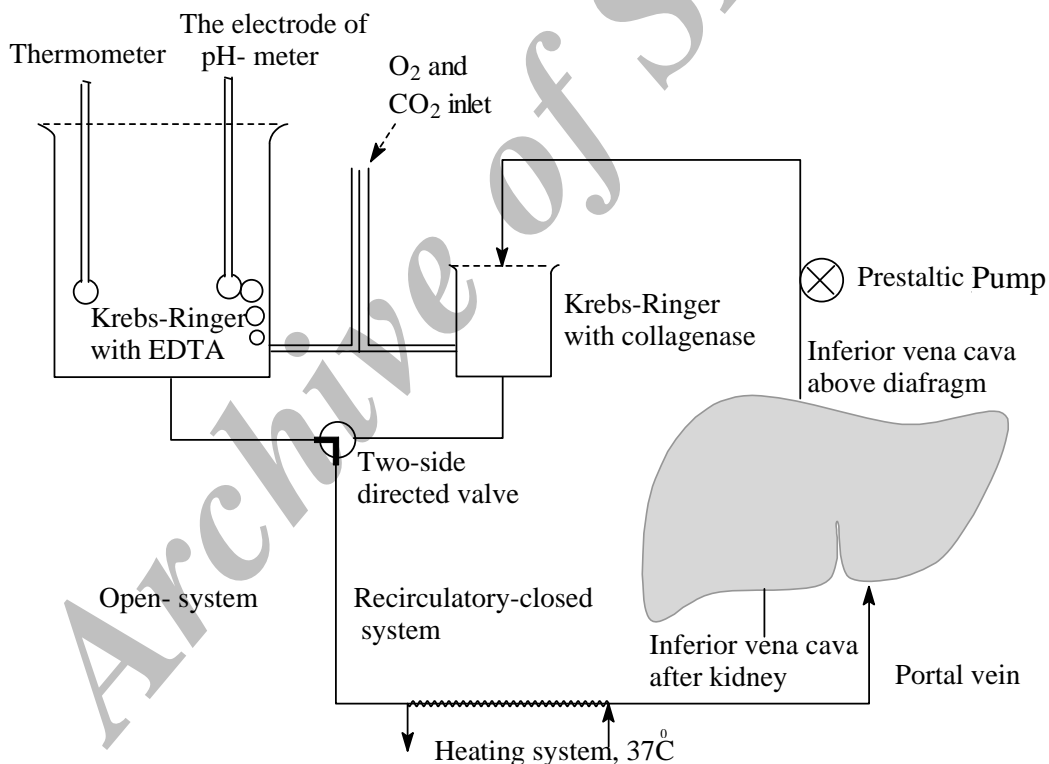 The electrode of
pH- meter
Thermometer
O2 and
CO2 inlet
Prestaltic Pump
Krebs-Ringer
with EDTA
Krebs-Ringer
with collagenase
Inferior vena cava
above diafragm
Two-side
directed valve
Open- system
Recirculatory-closed
system
Inferior vena cava
after kidney
Portal vein
Heating system, 37°C
Archive of S